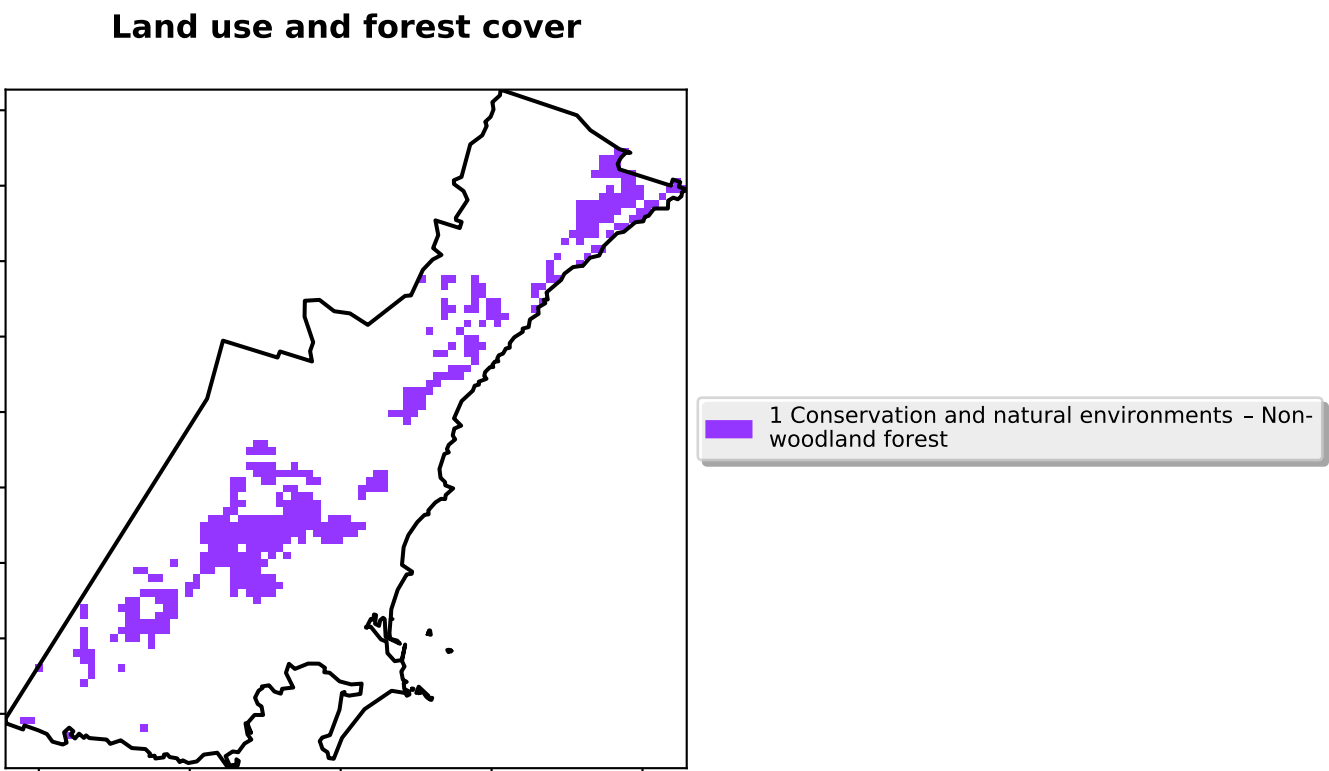 Land use and forest cover
1 Conservation and natural environments – Non-
woodland forest